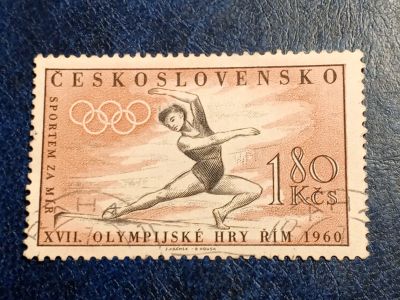 ČESKOSLOVENSKO
SPORTEM ZA MÍR
1 80
Kčs
XVII. OLYMPIJSKÉ HRY ŘÍM 1960